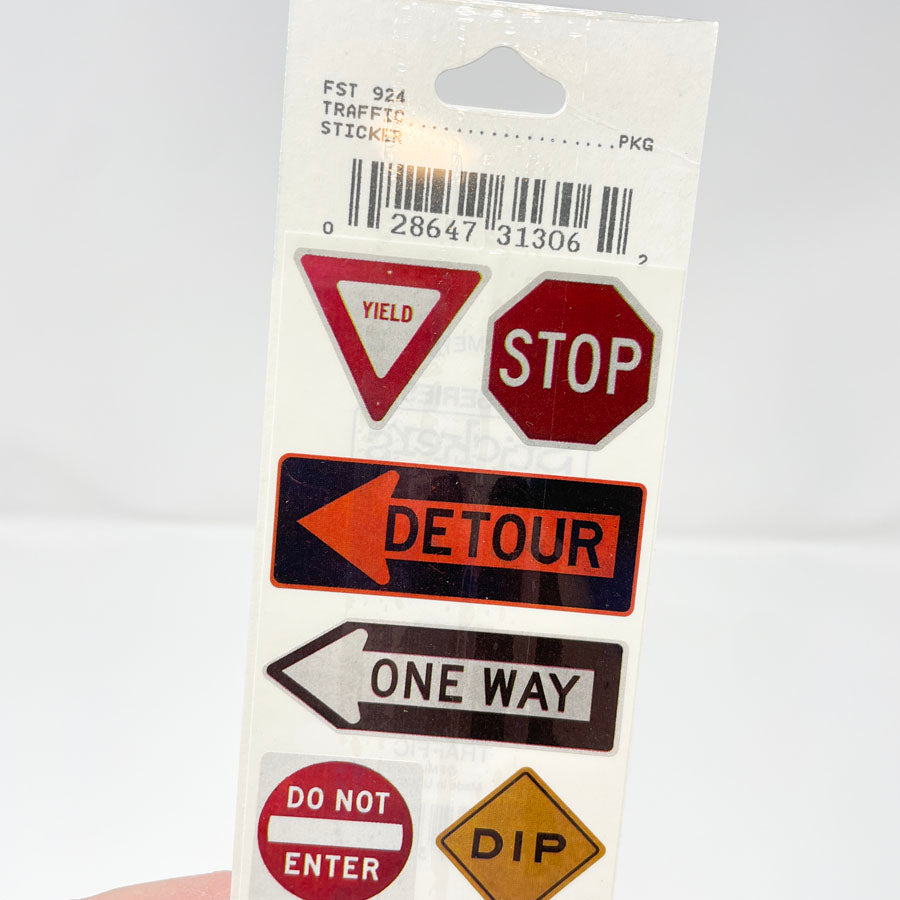 FST 924
TRAFFIC..................PKG
STICKER
0 28647 31306 2
YIELD
STOP
DETOUR
ONE WAY
DO NOT
ENTER
DIP